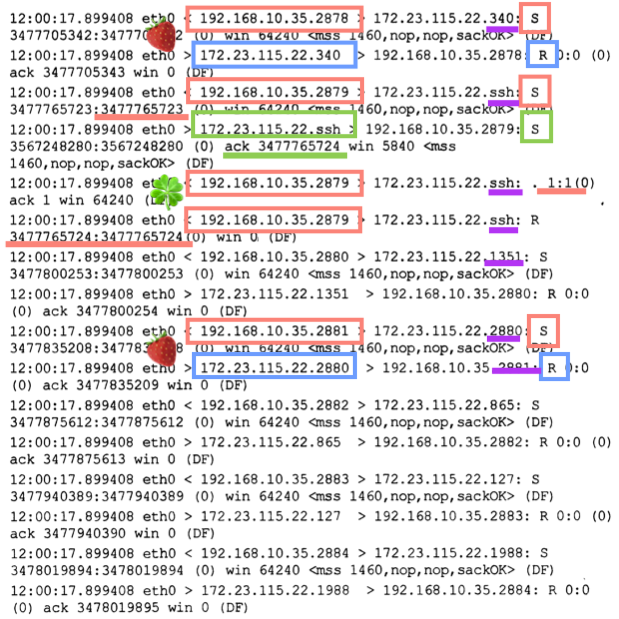 12:00:17.899408 eth0 < 192.168.10.35.2878 > 172.23.115.22.340: S
3477705342:34777 2 (0) win 64240 <mss 1460,nop,nop,sackOK> (DF)
12:00:17.899408 eth0 > 172.23.115.22.340 > 192.168.10.35.2878: R 0:0 (0)
ack 3477705343 win 0 (DF)
12:00:17.899408 eth0 < 192.168.10.35.2879 > 172.23.115.22.ssh: S
3477765723:3477765723 (0) win 64240 <mss 1460,nop,nop,sackOK> (DF)
12:00:17.899408 eth0 > 172.23.115.22.ssh > 192.168.10.35.2879: S
3567248280:3567248280 (0) ack 3477765724 win 5840 <mss
1460,nop,nop,sackOK> (DF)
12:00:17.899408 eth0 < 192.168.10.35.2879 > 172.23.115.22.ssh: . 1:1(0)
ack 1 win 64240 (DF)
12:00:17.899408 eth0 < 192.168.10.35.2879 > 172.23.115.22.ssh: R
3477765724:3477765724(0) win 0 (DF)
12:00:17.899408 eth0 < 192.168.10.35.2880 > 172.23.115.22.1351: S
3477800253:3477800253 (0) win 64240 <mss 1460,nop,nop,sackOK> (DF)
12:00:17.899408 eth0 > 172.23.115.22.1351 > 192.168.10.35.2880: R 0:0
(0) ack 3477800254 win 0 (DF)
12:00:17.899408 eth0 < 192.168.10.35.2881 > 172.23.115.22.2880: S
3477835208:34778 8 (0) win 64240 <mss 1460,nop,nop,sackOK> (DF)
12:00:17.899408 eth0 > 172.23.115.22.2880 > 192.168.10.35.2881: R 0:0
(0) ack 3477835209 win 0 (DF)
12:00:17.899408 eth0 < 192.168.10.35.2882 > 172.23.115.22.865: S
3477875612:3477875612 (0) win 64240 <mss 1460,nop,nop,sackOK> (DF)
12:00:17.899408 eth0 > 172.23.115.22.865 > 192.168.10.35.2882: R 0:0 (0)
ack 3477875613 win 0 (DF)
12:00:17.899408 eth0 < 192.168.10.35.2883 > 172.23.115.22.127: S
3477940389:3477940389 (0) win 64240 <mss 1460,nop,nop,sackOK> (DF)
12:00:17.899408 eth0 > 172.23.115.22.127 > 192.168.10.35.2883: R 0:0 (0)
ack 3477940390 win 0 (DF)
12:00:17.899408 eth0 < 192.168.10.35.2884 > 172.23.115.22.1988: S
3478019894:3478019894 (0) win 64240 <mss 1460,nop,nop,sackOK> (DF)
12:00:17.899408 eth0 > 172.23.115.22.1988 > 192.168.10.35.2884: R 0:0
(0) ack 3478019895 win 0 (DF)